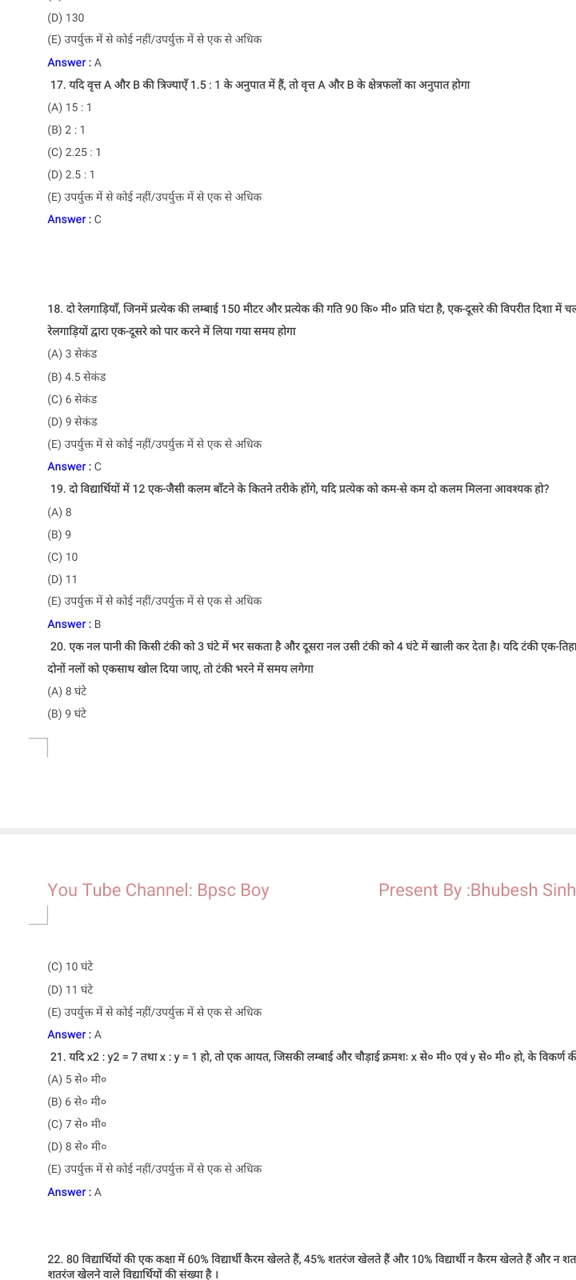 (D) 130
(E) उपर्युक्त में से कोई नहीं/उपर्युक्त में से एक से अधिक
Answer : A
17. यदि वृत्त A और B की त्रिज्याएँ 1.5 : 1 के अनुपात में हैं, तो वृत्त A और B के क्षेत्रफलों का अनुपात होगा
(A) 15 : 1
(B) 2 : 1
(C) 2.25 : 1
(D) 2.5 : 1
(E) उपर्युक्त में से कोई नहीं/उपर्युक्त में से एक से अधिक
Answer : C
18. दो रेलगाड़ियाँ, जिनमें प्रत्येक की लम्बाई 150 मीटर और प्रत्येक की गति 90 कि० मी० प्रति घंटा है, एक-दूसरे की विपरीत दिशा में
रेलगाड़ियों द्वारा एक-दूसरे को पार करने में लिया गया समय होगा
(A) 3 सेकंड
(B) 4.5 सेकंड
(C) 6 सेकंड
(D) 9 सेकंड
(E) उपर्युक्त में से कोई नहीं/उपर्युक्त में से एक से अधिक
Answer : C
19. दो विद्यार्थियों में 12 एक-जैसी कलम बाँटने के कितने तरीके होंगे, यदि प्रत्येक को कम-से कम दो कलम मिलना आवश्यक हो?
(A) 8
(B) 9
(C) 10
(D) 11
(E) उपर्युक्त में से कोई नहीं/उपर्युक्त में से एक से अधिक
Answer : B
20. एक नल पानी की किसी टंकी को 3 घंटे में भर सकता है और दूसरा नल उसी टंकी को 4 घंटे में खाली कर देता है। यदि टंकी
दोनों नलों को एकसाथ खोल दिया जाए, तो टंकी भरने में समय लगेगा
(A) 8 घंटे
(B) 9 घंटे
You Tube Channel: Bpsc Boy Present By :Bhubesh Sinh
(C) 10 घंटे
(D) 11 घंटे
(E) उपर्युक्त में से कोई नहीं/उपर्युक्त में से एक से अधिक
Answer : A
21. यदि x2 : y2 = 7 तथा x : y = 1 हो, तो एक आयत, जिसकी लम्बाई और चौड़ाई क्रमशः x से० मी० एवं y से० मी० हो, के विकर्ण की
(A) 5 से० मी०
(B) 6 से० मी०
(C) 7 से० मी०
(D) 8 से० मी०
(E) उपर्युक्त में से कोई नहीं/उपर्युक्त में से एक से अधिक
Answer : A
22. 80 विद्यार्थियों की एक कक्षा में 60% विद्यार्थी कैरम खेलते हैं, 45% शतरंज खेलते हैं और 10% विद्यार्थी न कैरम खेलते हैं और न
शतरंज खेलने वाले विद्यार्थियों की संख्या है ।